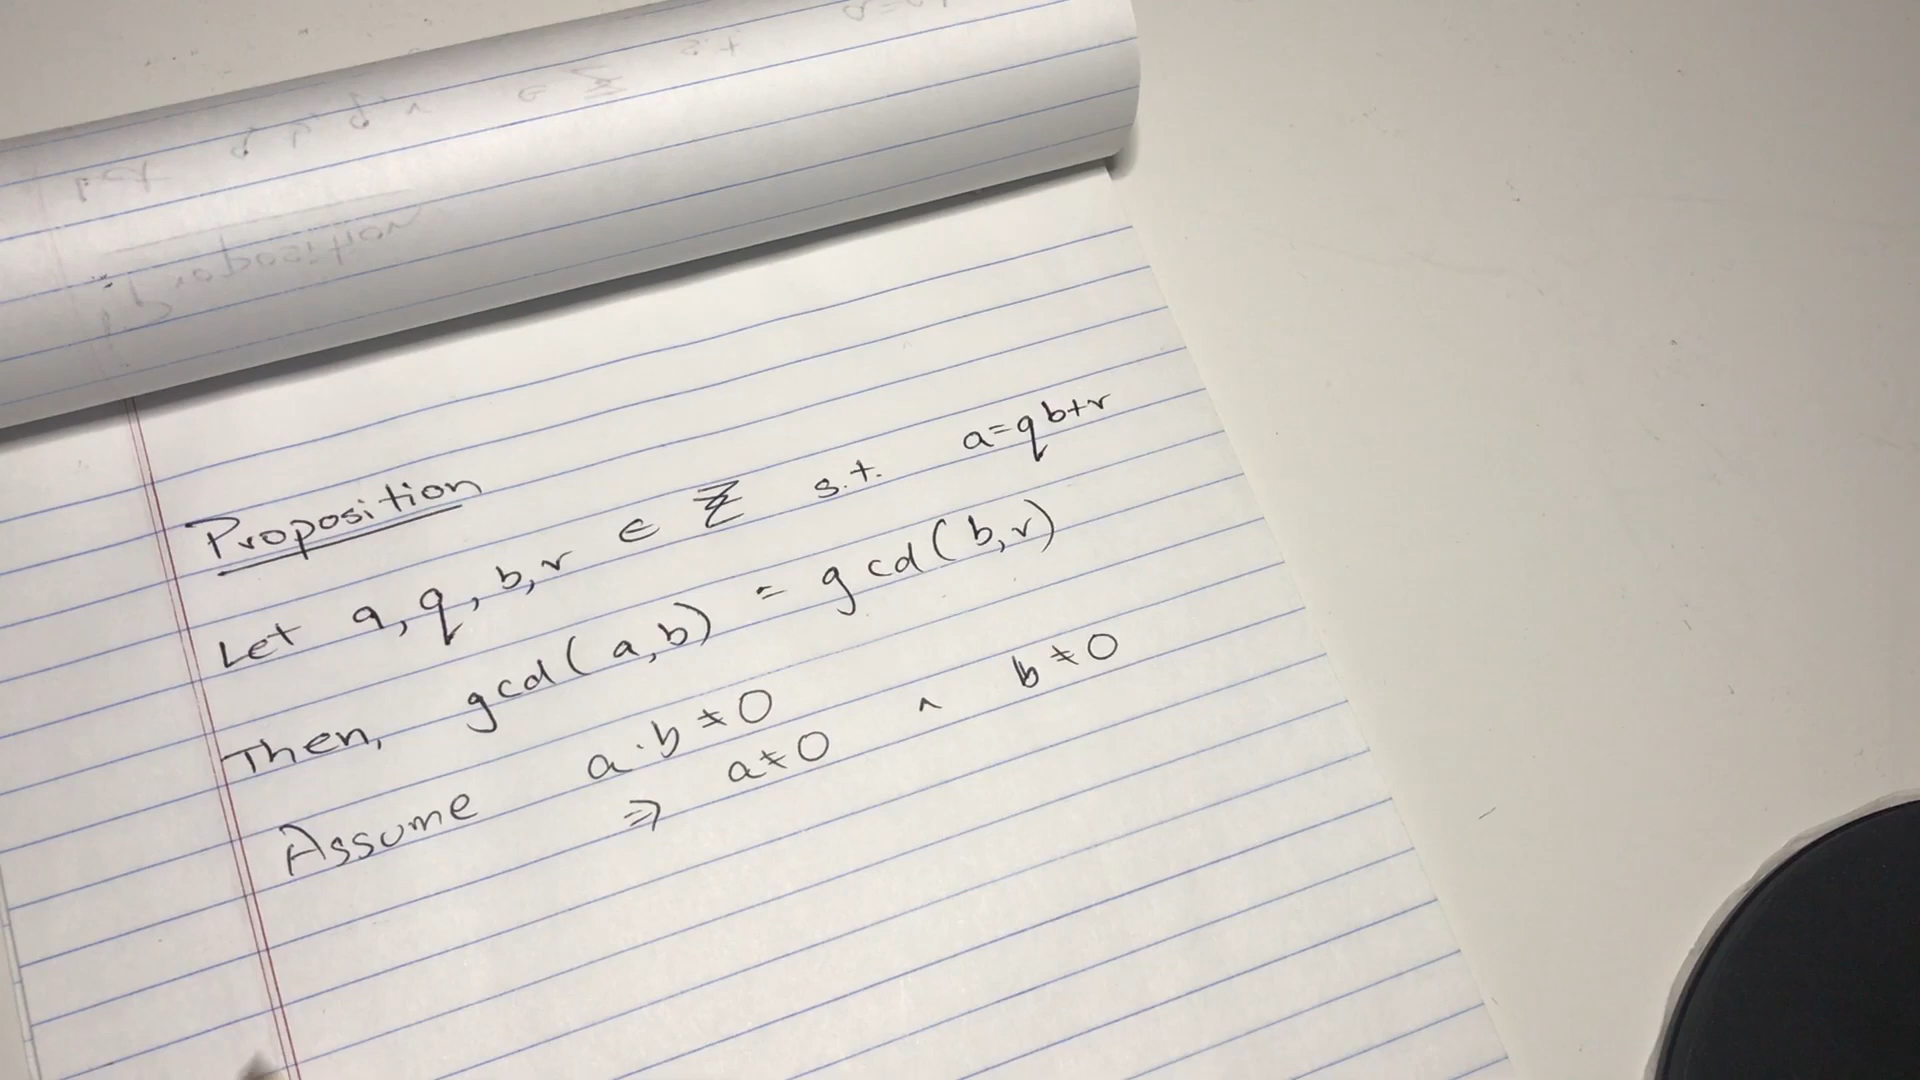 Proposition
Let a, q, b, r ∈ ℤ s.t. a=qb+r
Then, gcd(a,b) = gcd(b,r)
Assume a·b≠0
⇒ a≠0 ∧ b≠0